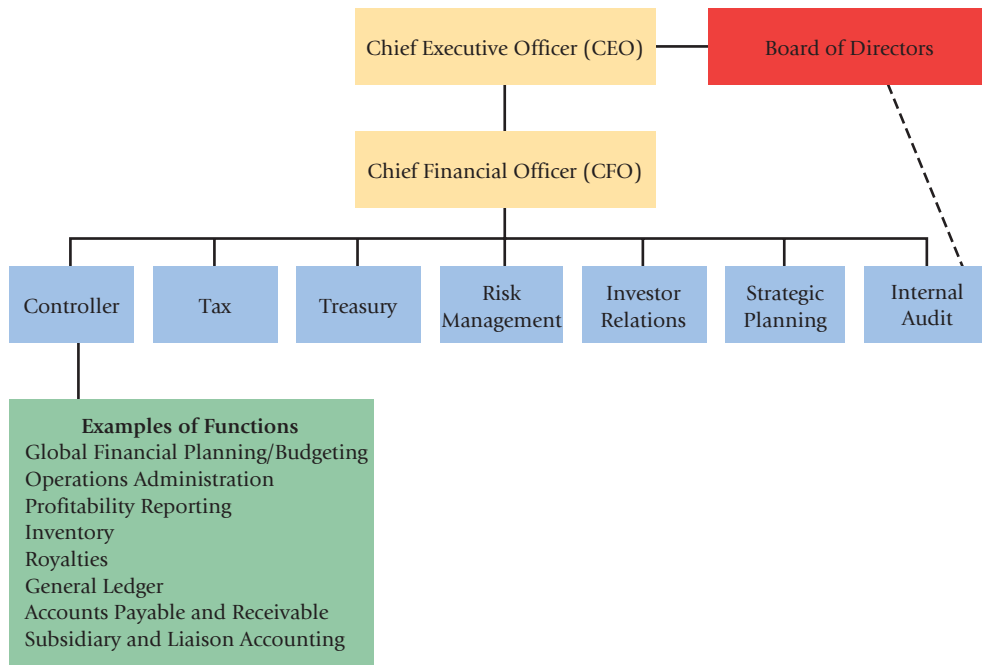 Chief Executive Officer (CEO)
Board of Directors
Chief Financial Officer (CFO)
Controller
Tax
Treasury
Risk
Management
Investor
Relations
Strategic
Planning
Internal
Audit
Examples of Functions
Global Financial Planning/Budgeting
Operations Administration
Profitability Reporting
Inventory
Royalties
General Ledger
Accounts Payable and Receivable
Subsidiary and Liaison Accounting